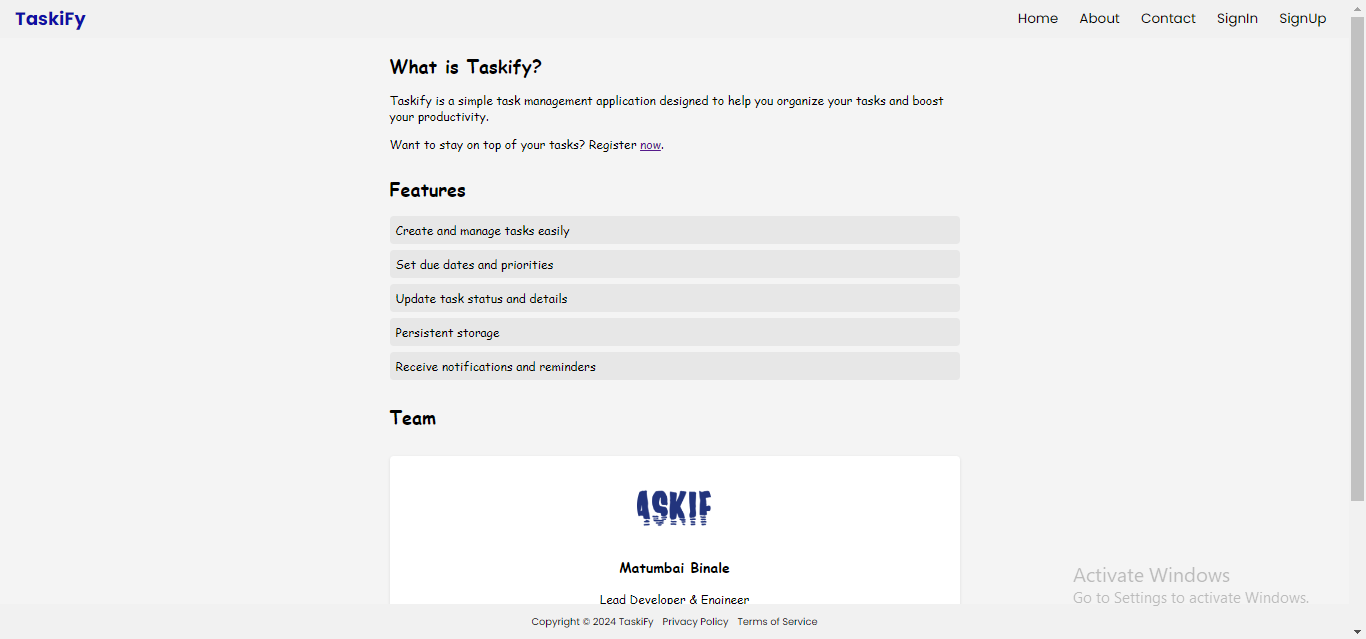 TaskiFy
Home About Contact SignIn SignUp
What is Taskify?
Taskify is a simple task management application designed to help you organize your tasks and boost
your productivity.
Want to stay on top of your tasks? Register now.
Features
Create and manage tasks easily
Set due dates and priorities
Update task status and details
Persistent storage
Receive notifications and reminders
Team
ASKIF
Matumbai Binale
Lead Developer & Engineer
Activate Windows
Go to Settings to activate Windows.
Copyright © 2024 TaskiFy Privacy Policy Terms of Service